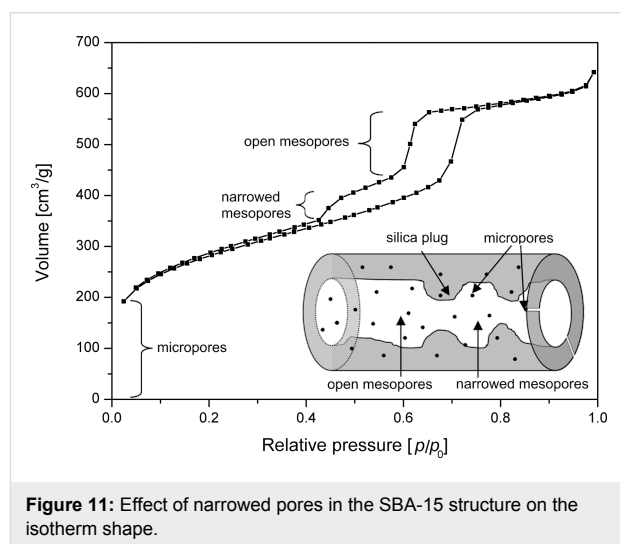 700
600
500
400
300
200
100
0
Volume [cm³/g]
open mesopores
narrowed
mesopores
micropores
silica plug
micropores
open mesopores
narrowed mesopores
0.0 0.2 0.4 0.6 0.8 1.0
Relative pressure [p/p₀]
Figure 11: Effect of narrowed pores in the SBA-15 structure on the
isotherm shape.